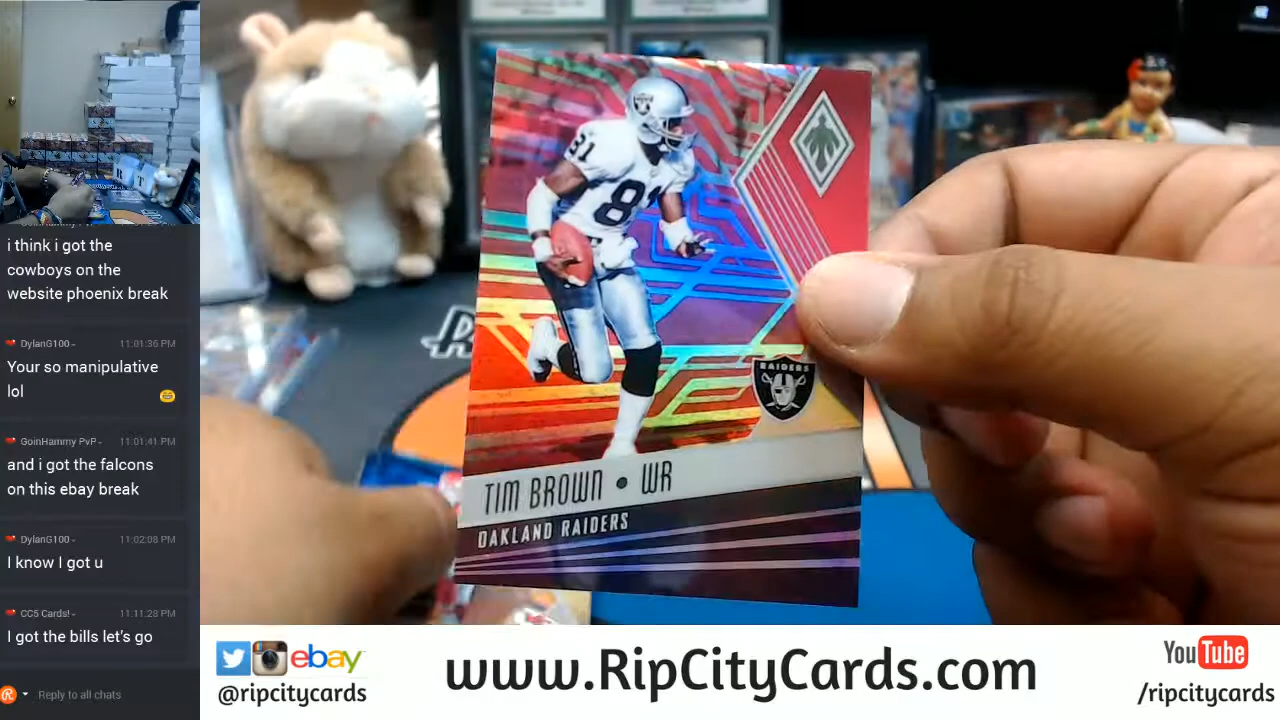 i think i got the
cowboys on the
website phoenix break
DylanG100- 11:01:36 PM
Your so manipulative
lol
GoinHammy PvP- 11:01:41 PM
and i got the falcons
on this ebay break
DylanG100- 11:02:08 PM
I know I got u
CC5 Cards!- 11:11:28 PM
I got the bills let's go
Reply to all chats
81
81
RAIDERS
TIM BROWN • WR
OAKLAND RAIDERS
ebay
@ripcitycards
www.RipCityCards.com
YouTube
/ripcitycards